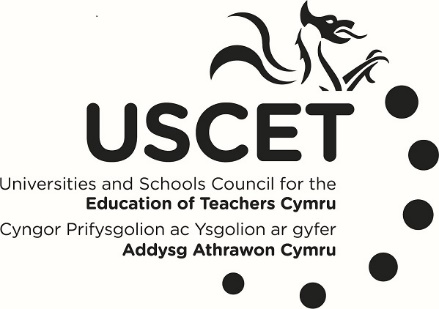 USCET
Universities and Schools Council for the
Education of Teachers Cymru
Cyngor Prifysgolion ac Ysgolion ar gyfer
Addysg Athrawon Cymru